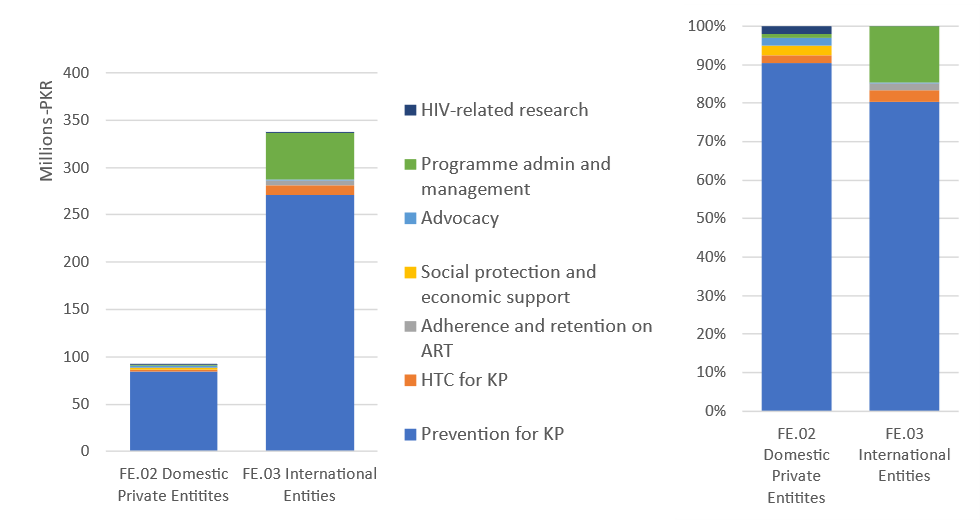 Millions-PKR
400
350
300
250
200
150
100
50
0
FE.02 Domestic
Private Entitites
FE.03 International
Entities
HIV-related research
Programme admin and
management
Advocacy
Social protection and
economic support
Adherence and retention on
ART
HTC for KP
Prevention for KP
100%
90%
80%
70%
60%
50%
40%
30%
20%
10%
0%
FE.02
Domestic
Private
Entitites
FE.03
International
Entities